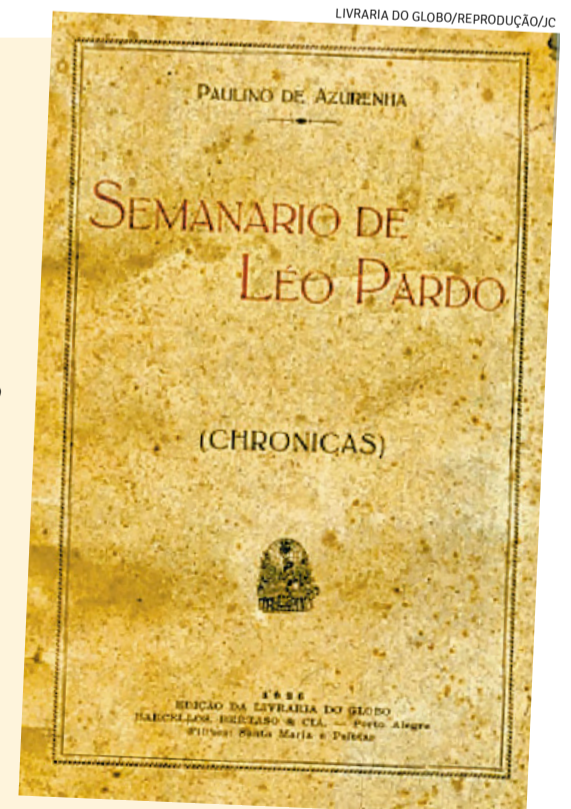 LIVRARIA DO GLOBO/REPRODUÇÃO/JC
PAULINO DE AZURENHA
SEMANARIO DE
LÉO PARDO
(CHRONICAS)
EDIÇÃO DA LIVRARIA DO GLOBO
BARCELLOS, BERTASO & CIA. — Porto Alegre
Filiaes: Santa Maria e Pelotas